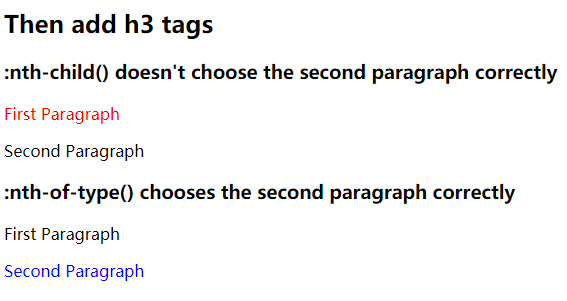 Then add h3 tags
:nth-child() doesn't choose the second paragraph correctly
First Paragraph
Second Paragraph
:nth-of-type() chooses the second paragraph correctly
First Paragraph
Second Paragraph